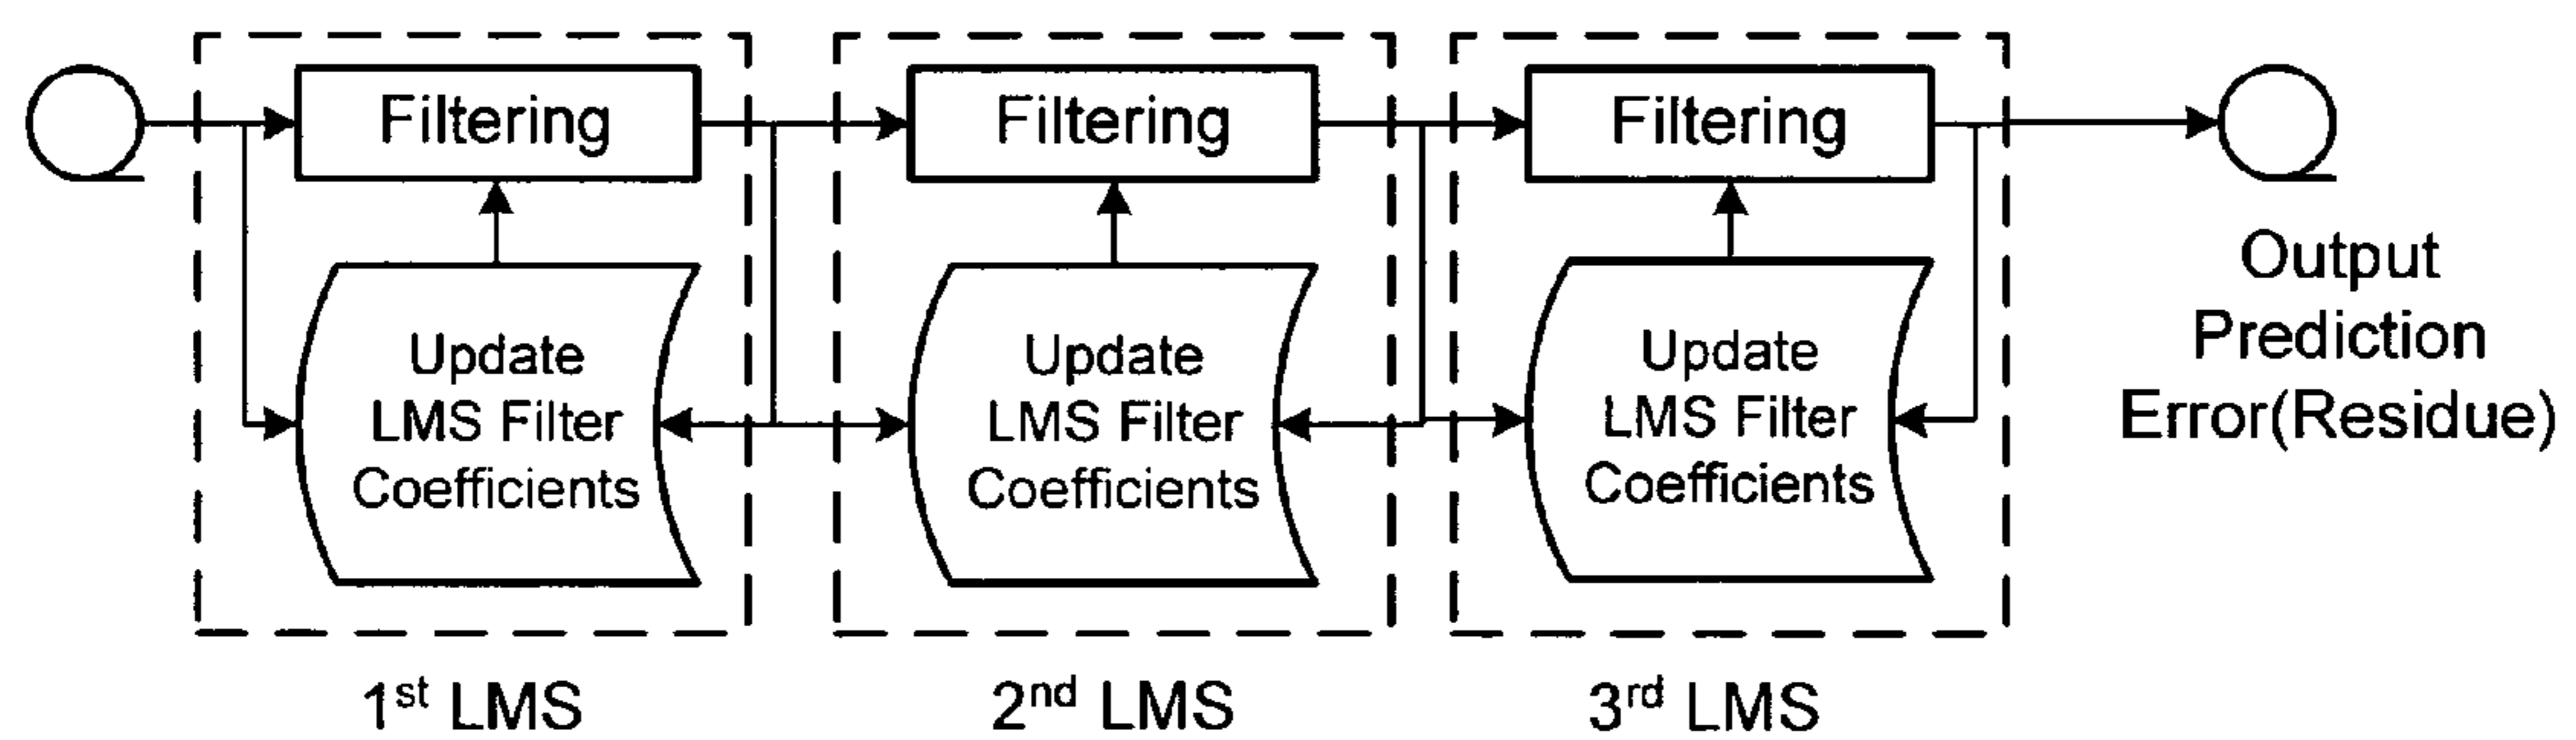 Filtering
Update
LMS Filter
Coefficients
1st LMS
Filtering
Update
LMS Filter
Coefficients
2nd LMS
Filtering
Update
LMS Filter
Coefficients
3rd LMS
Output
Prediction
Error(Residue)